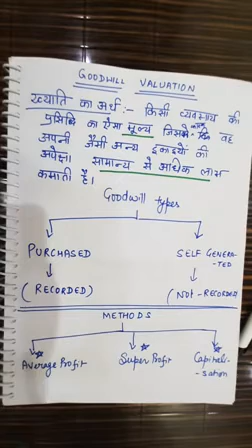 GOODWILL VALUATION
ख्याति का अर्थ:- किसी व्यवसाय की
प्रसिद्धि का ऐसा मूल्य जिसके वह
अपनी जैसी अन्य इकाइयो की
अपेक्षा सामान्य से अधिक लाभ
कमाती है।
Goodwill types
PURCHASED
SELF GENERA-
-TED
(RECORDED)
(Not-RECORDED)
METHODS
Average Profit
Super Profit
Capitali-
-sation